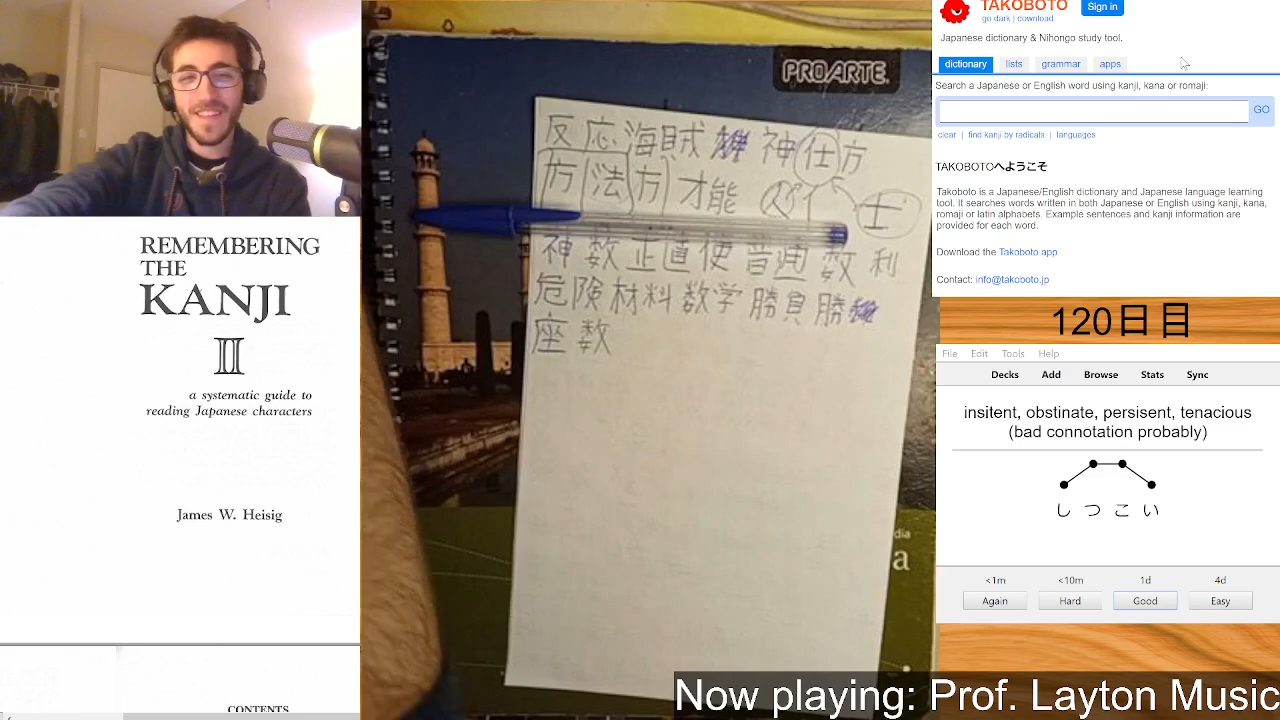 REMEMBERING
THE
KANJI
II
a systematic guide to
reading Japanese characters
James W. Heisig
CONTENTS
PROARTE.
反応海賊 神仕方
方法方才能 士
神数正道使普通数利
危険材料数学勝負勝
座数
dia
a
TAKOBOTO
go dark | download
Sign in
Japanese dictionary & Nihongo study tool.
dictionary lists grammar apps
Search a Japanese or English word using kanji, kana or romaji:
GO
clear | find kanji by radicals | languages
TAKOBOTOへようこそ
Takoboto is a Japanese/English dictionary and Japanese language learning
tool. It searches words written in both Japanese or English using kanji, kana,
romaji or latin alphabets. Example sentences and kanji information are
provided for each word.
Download the Takoboto app
Contact: info@takoboto.jp
120日目
File Edit Tools Help
Decks Add Browse Stats Sync
insitent, obstinate, persisent, tenacious
(bad connotation probably)
しつこい
<1m <10m 1d 4d
Again Hard Good Easy
Now playing: Prof. Layton Music